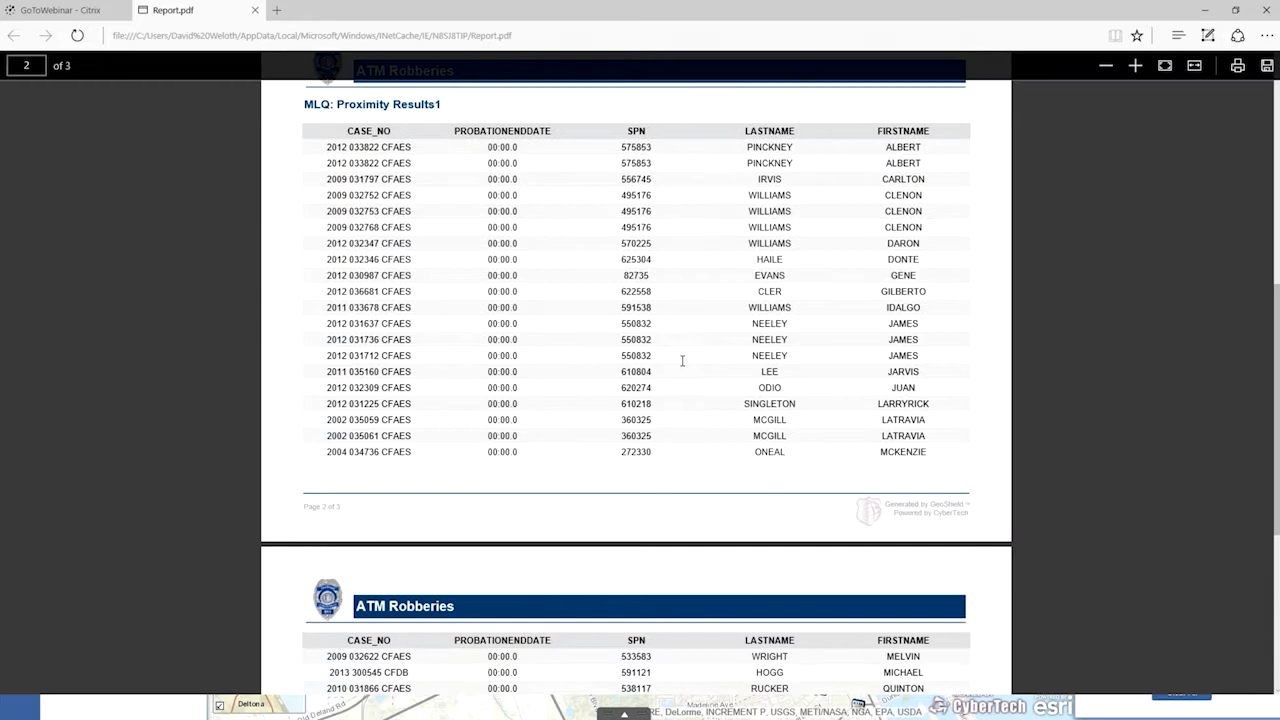 GoToWebinar - Citrix
Report.pdf
file:///C:/Users/David%20Weloth/AppData/Local/Microsoft/Windows/INetCache/IE/N8SJ8TIP/Report.pdf
2 of 3
ATM Robberies
MLQ: Proximity Results1
CASE_NO PROBATIONENDDATE SPN LASTNAME FIRSTNAME
2012 033822 CFAES 00:00.0 575853 PINCKNEY ALBERT
2012 033822 CFAES 00:00.0 575853 PINCKNEY ALBERT
2009 031797 CFAES 00:00.0 556745 IRVIS CARLTON
2009 032752 CFAES 00:00.0 495176 WILLIAMS CLENON
2009 032753 CFAES 00:00.0 495176 WILLIAMS CLENON
2009 032768 CFAES 00:00.0 495176 WILLIAMS CLENON
2012 032347 CFAES 00:00.0 570225 WILLIAMS DARON
2012 032346 CFAES 00:00.0 625304 HAILE DONTE
2012 030987 CFAES 00:00.0 82735 EVANS GENE
2012 036681 CFAES 00:00.0 622558 CLER GILBERTO
2011 033678 CFAES 00:00.0 591538 WILLIAMS IDALGO
2012 031637 CFAES 00:00.0 550832 NEELEY JAMES
2012 031736 CFAES 00:00.0 550832 NEELEY JAMES
2012 031712 CFAES 00:00.0 550832 NEELEY JAMES
2011 035160 CFAES 00:00.0 610804 LEE JARVIS
2012 032309 CFAES 00:00.0 620274 ODIO JUAN
2012 031225 CFAES 00:00.0 610218 SINGLETON LARRYRICK
2002 035059 CFAES 00:00.0 360325 MCGILL LATRAVIA
2002 035061 CFAES 00:00.0 360325 MCGILL LATRAVIA
2004 034736 CFAES 00:00.0 272330 ONEAL MCKENZIE
Page 2 of 3
Generated by GeoShield ™
Powered by CyberTech
ATM Robberies
CASE_NO PROBATIONENDDATE SPN LASTNAME FIRSTNAME
2009 032622 CFAES 00:00.0 533583 WRIGHT MELVIN
2013 300545 CFDB 00:00.0 591121 HOGG MICHAEL
2010 031866 CFAES 00:00.0 538117 RUCKER QUINTON
Deltona
RE, DeLorme, INCREMENT P, USGS, METI/NASA, NGA, EPA, USDA
CyberTech esri